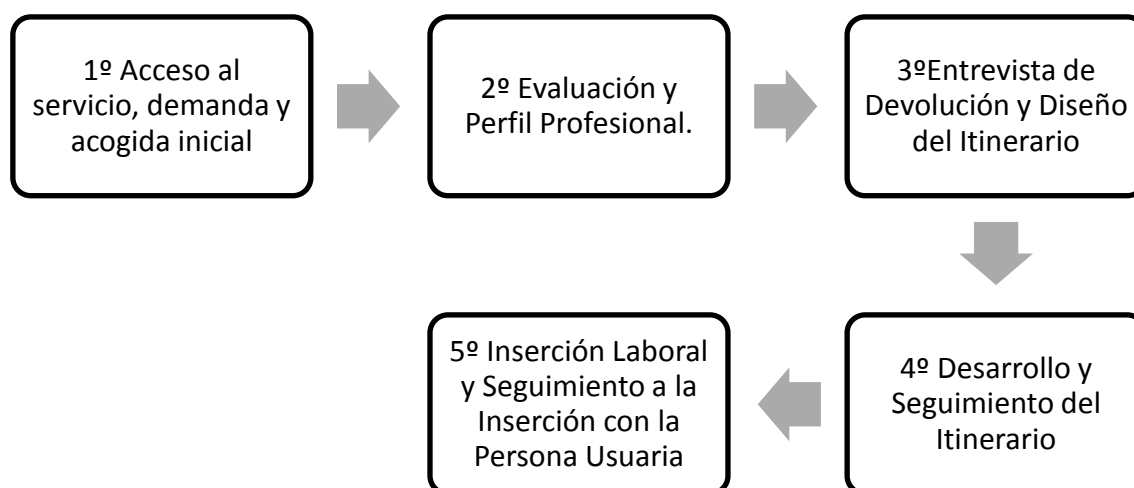 1º Acceso al
servicio, demanda y
acogida inicial
2º Evaluación y
Perfil Profesional.
3ºEntrevista de
Devolución y Diseño
del Itinerario
4º Desarrollo y
Seguimiento del
Itinerario
5º Inserción Laboral
y Seguimiento a la
Inserción con la
Persona Usuaria